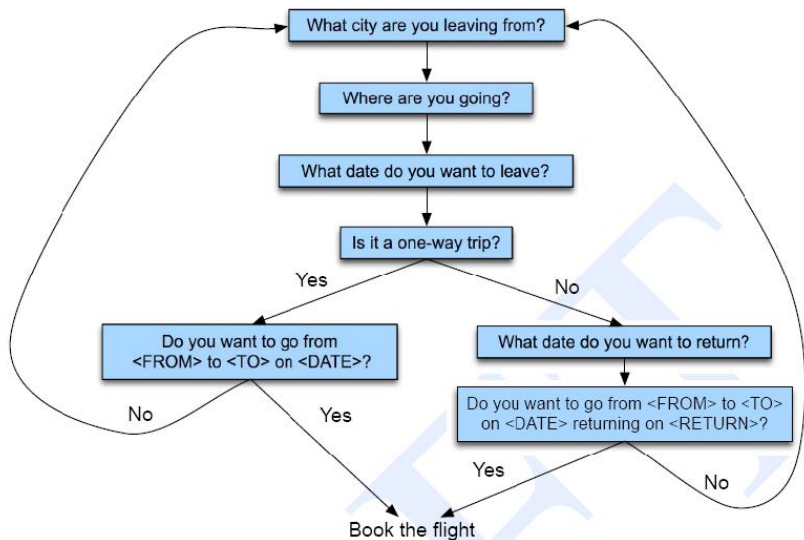 What city are you leaving from?
Where are you going?
What date do you want to leave?
Is it a one-way trip?
Yes
No
Do you want to go from
<FROM> to <TO> on <DATE>?
What date do you want to return?
Do you want to go from <FROM> to <TO>
on <DATE> returning on <RETURN>?
No
Yes
Yes
No
Book the flight